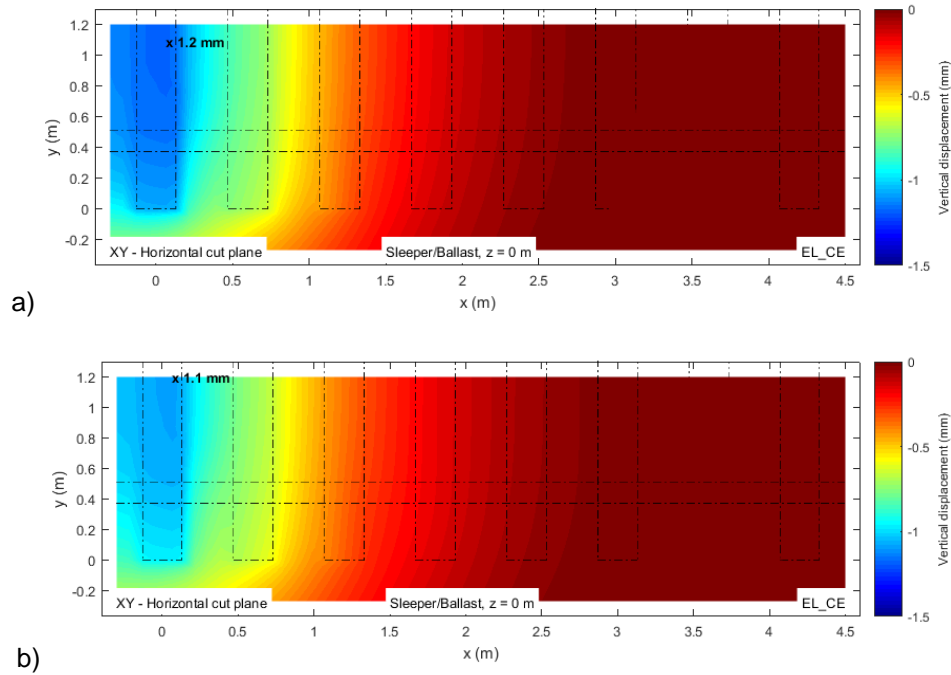 x 1.2 mm
1.2
1
0.8
0.6
0.4
0.2
0
-0.2
y (m)
XY - Horizontal cut plane
Sleeper/Ballast, z = 0 m
EL_CE
0 0.5 1 1.5 2 2.5 3 3.5 4 4.5
x (m)
0
-0.5
-1
-1.5
Vertical displacement (mm)
a)
x 1.1 mm
1.2
1
0.8
0.6
0.4
0.2
0
-0.2
y (m)
XY - Horizontal cut plane
Sleeper/Ballast, z = 0 m
EL_CE
0 0.5 1 1.5 2 2.5 3 3.5 4 4.5
x (m)
0
-0.5
-1
-1.5
Vertical displacement (mm)
b)